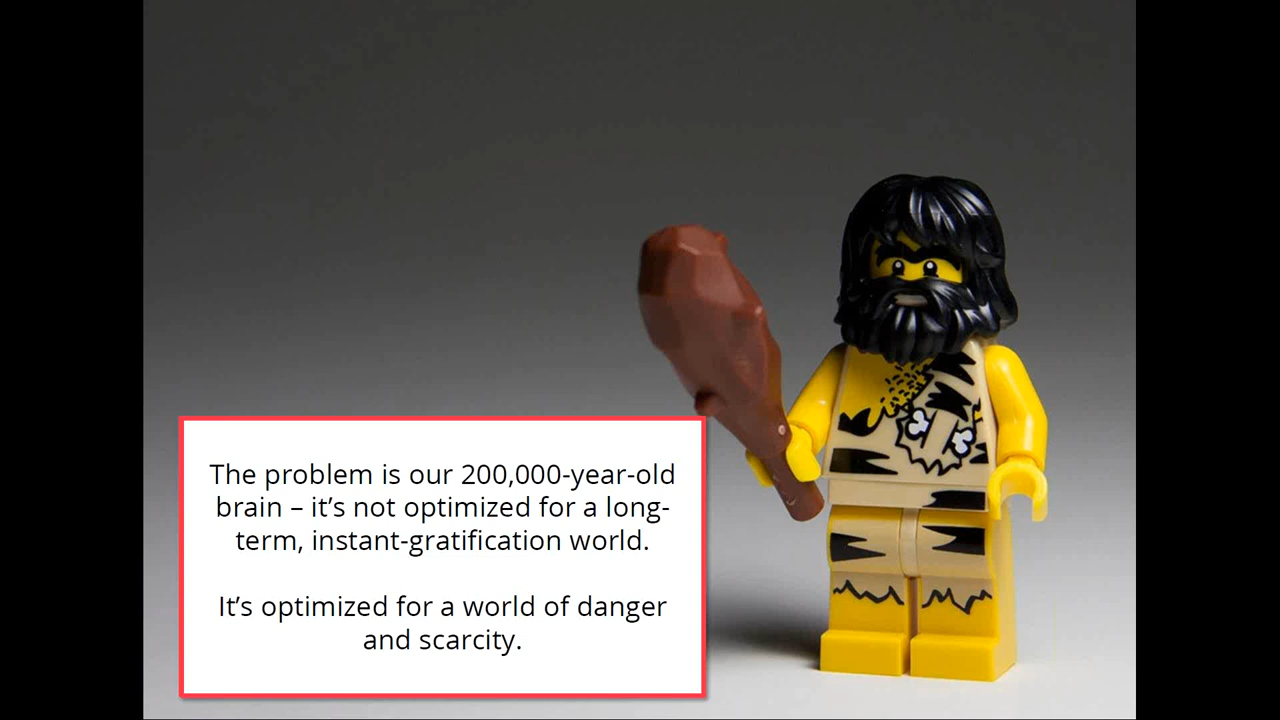 The problem is our 200,000-year-old
brain – it’s not optimized for a long-
term, instant-gratification world.
It’s optimized for a world of danger
and scarcity.